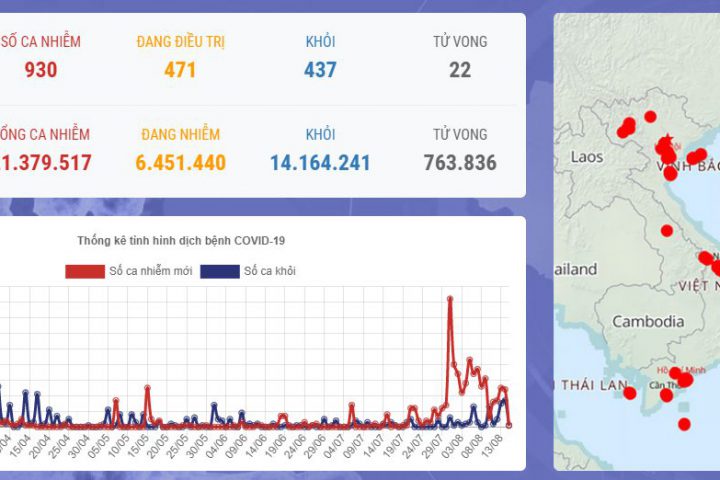 SỐ CA NHIỄM ĐANG ĐIỀU TRỊ KHỎI TỬ VONG
930 471 437 22
ỔNG CA NHIỄM ĐANG NHIỄM KHỎI TỬ VONG
1.379.517 6.451.440 14.164.241 763.836
Thống kê tình hình dịch bệnh COVID-19
Số ca nhiễm mới Số ca khỏi
/04 15/04 20/04 25/04 30/04 05/05 10/05 15/05 20/05 25/05 30/05 04/06 09/06 14/06 19/06 24/06 29/06 04/07 09/07 14/07 19/07 24/07 29/07 03/08 08/08 13/08
Laos
VỊNH BẮC
ailand
VIỆT N
Cambodia
Minh
THÁI LAN
Cần Th